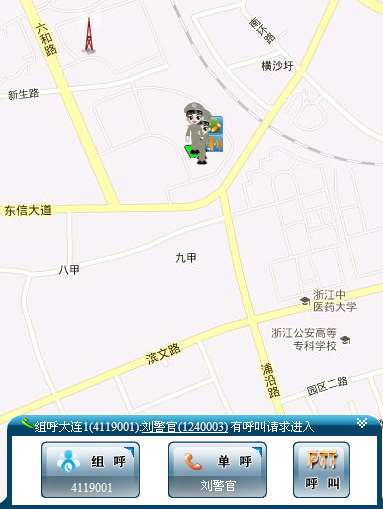 六和路
南环路
横沙圩
新生路
东信大道
八甲
九甲
浙江中
医药大学
浙江公安高等
专科学校
滨文路
浦沿路
园区二路
组呼大连1(4119001):刘警官(1240003)有呼叫请求进入
组 呼
4119001
单 呼
刘警官
PTT
呼 叫